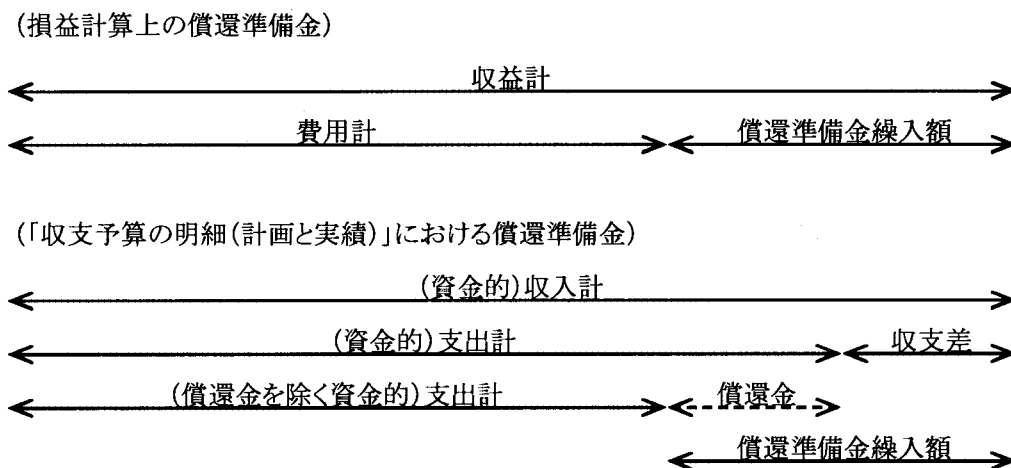 (損益計算上の償還準備金)
収益計
費用計 償還準備金繰入額
(「収支予算の明細(計画と実績)」における償還準備金)
(資金的)収入計
(資金的)支出計 収支差
(償還金を除く資金的)支出計 償還金
償還準備金繰入額